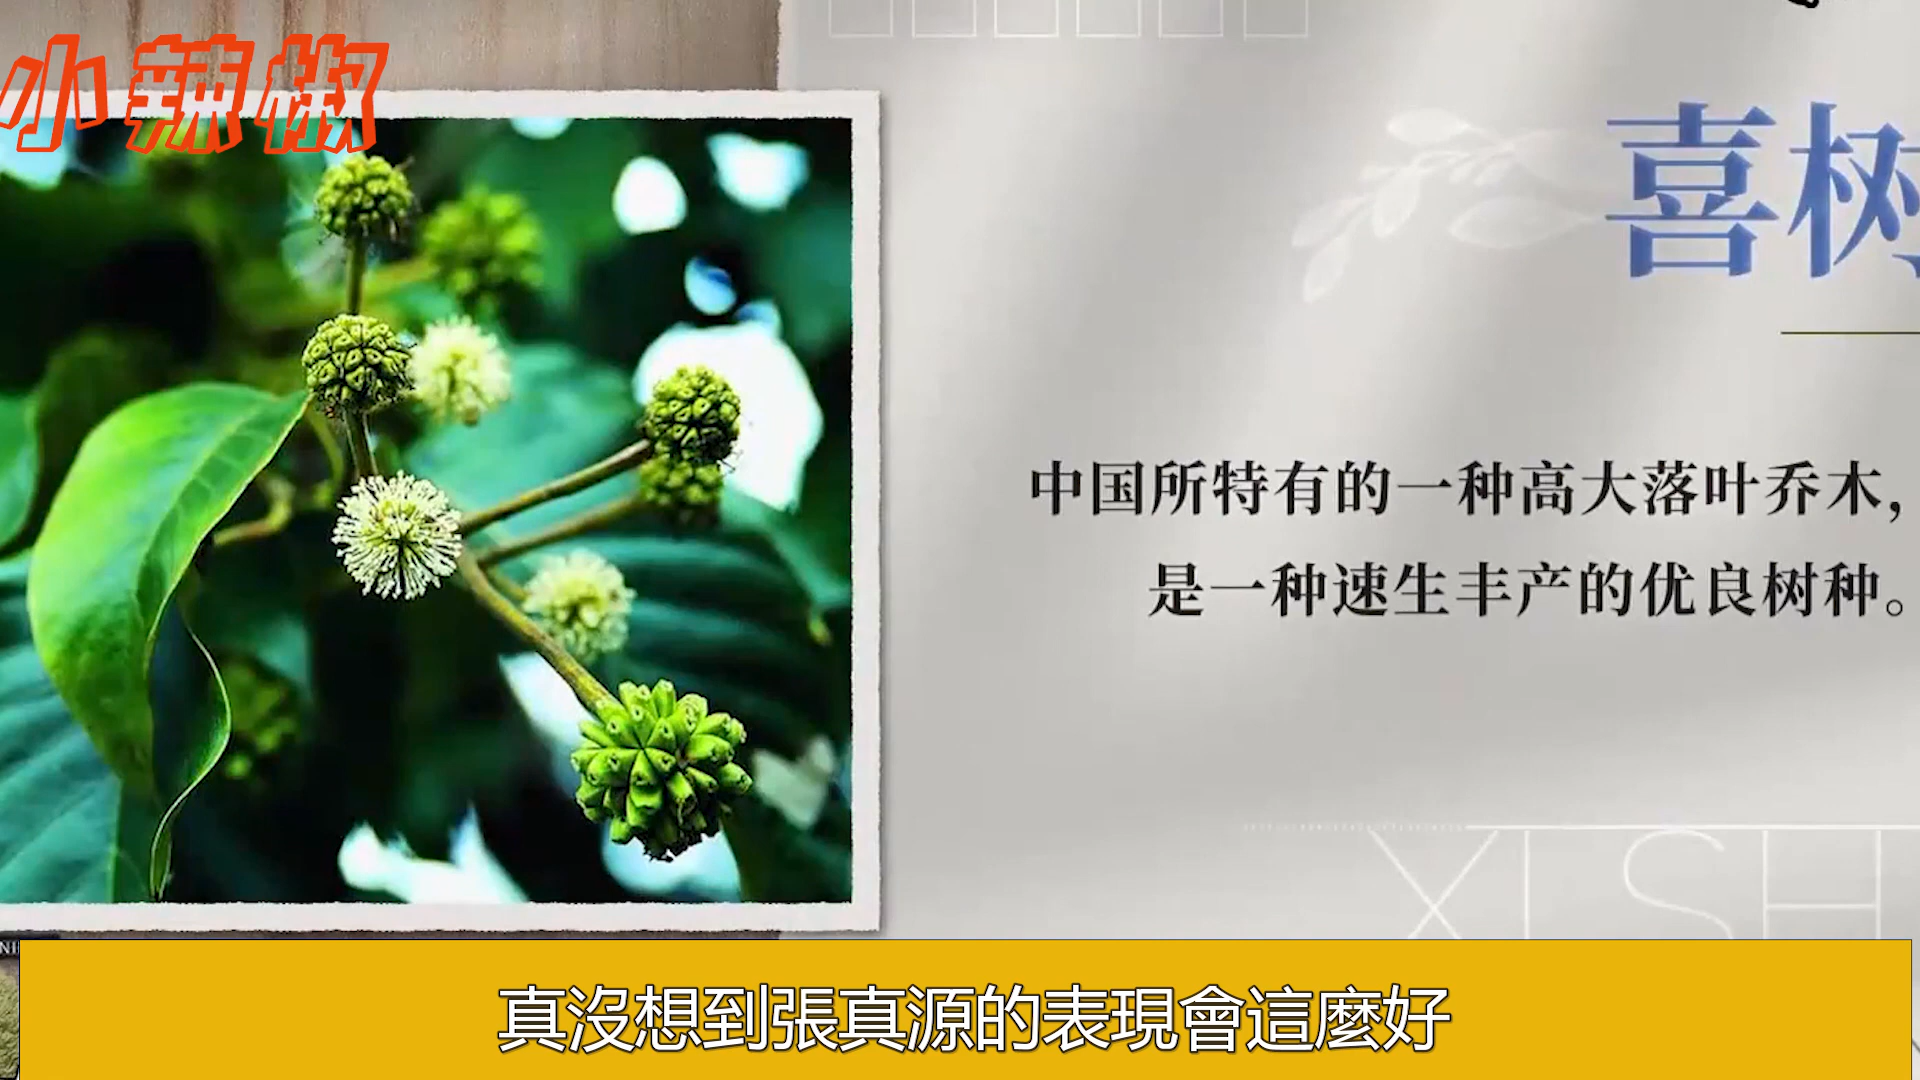 小辣椒
喜树
中国所特有的一种高大落叶乔木,
是一种速生丰产的优良树种。
XI SH
真沒想到張真源的表現會這麼好